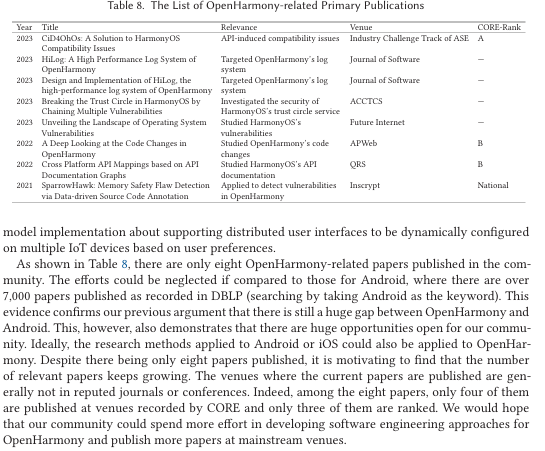 Table 8. The List of OpenHarmony-related Primary Publications
Year Title Relevance Venue CORE-Rank
2023 CiD4OhOs: A Solution to HarmonyOS API-induced compatibility issues Industry Challenge Track of ASE A
Compatibility Issues
2023 HiLog: A High Performance Log System of Targeted OpenHarmony's log Journal of Software —
OpenHarmony system
2023 Design and Implementation of HiLog, the Targeted OpenHarmony's log Journal of Software —
high-performance log system of OpenHarmony system
2023 Breaking the Trust Circle in HarmonyOS by Investigated the security of ACCTCS —
Chaining Multiple Vulnerabilities HarmonyOS's trust circle service
2023 Unveiling the Landscape of Operating System Studied HarmonyOS's Future Internet —
Vulnerabilities vulnerabilities
2022 A Deep Looking at the Code Changes in Studied OpenHarmony's code APWeb B
OpenHarmony changes
2022 Cross Platform API Mappings based on API Studied HarmonyOS's API QRS B
Documentation Graphs documentation
2021 SparrowHawk: Memory Safety Flaw Detection Applied to detect vulnerabilities Inscrypt National
via Data-driven Source Code Annotation in OpenHarmony
model implementation about supporting distributed user interfaces to be dynamically configured
on multiple IoT devices based on user preferences.
As shown in Table 8, there are only eight OpenHarmony-related papers published in the com-
munity. The efforts could be neglected if compared to those for Android, where there are over
7,000 papers published as recorded in DBLP (searching by taking Android as the keyword). This
evidence confirms our previous argument that there is still a huge gap between OpenHarmony and
Android. This, however, also demonstrates that there are huge opportunities open for our commu-
nity. Ideally, the research methods applied to Android or iOS could also be applied to OpenHar-
mony. Despite there being only eight papers published, it is motivating to find that the number
of relevant papers keeps growing. The venues where the current papers are published are gen-
erally not in reputed journals or conferences. Indeed, among the eight papers, only four of them
are published at venues recorded by CORE and only three of them are ranked. We would hope
that our community could spend more effort in developing software engineering approaches for
OpenHarmony and publish more papers at mainstream venues.